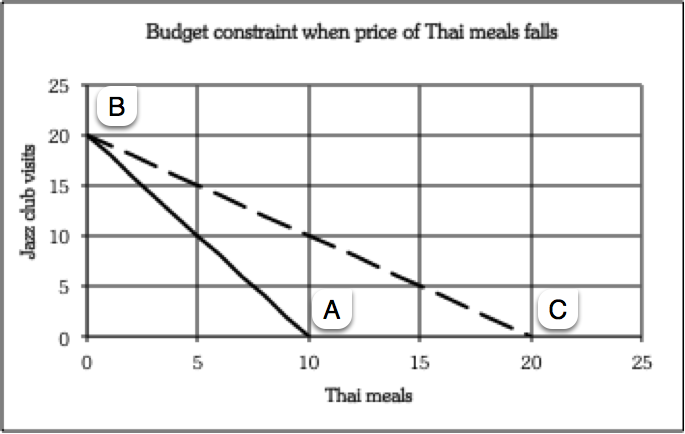 Budget constraint when price of Thai meals falls
25
B
20
15
10
5
A
C
0
0 5 10 15 20 25
Jazz club visits
Thai meals